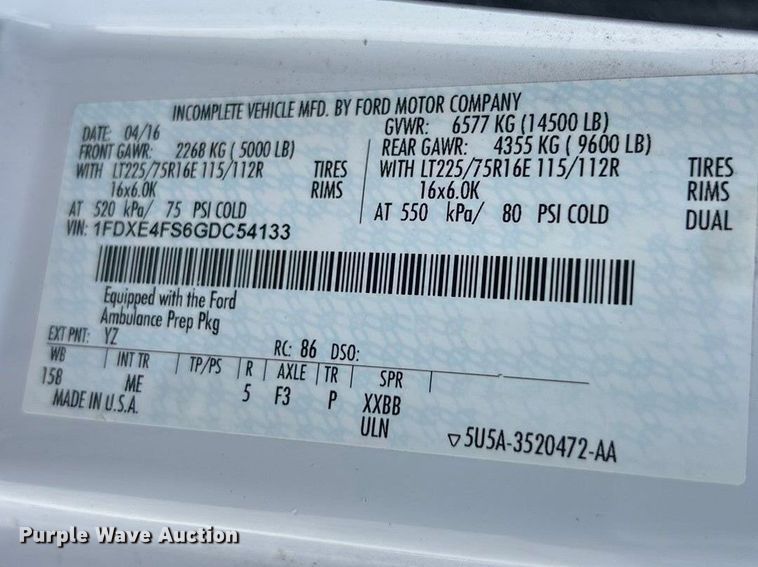 INCOMPLETE VEHICLE MFD. BY FORD MOTOR COMPANY
DATE: 04/16 GVWR: 6577 KG (14500 LB)
FRONT GAWR: 2268 KG ( 5000 LB) REAR GAWR: 4355 KG ( 9600 LB)
WITH LT225/75R16E 115/112R TIRES WITH LT225/75R16E 115/112R TIRES
16x6.0K RIMS 16x6.0K RIMS
AT 520 kPa/ 75 PSI COLD AT 550 kPa/ 80 PSI COLD DUAL
VIN: 1FDXE4FS6GDC54133
Equipped with the Ford
Ambulance Prep Pkg
EXT PNT: YZ RC: 86 DSO:
WB INT TR TP/PS R AXLE TR SPR
158 ME 5 F3 P XXBB
MADE IN U.S.A. ULN
▽5U5A-3520472-AA
Purple Wave Auction